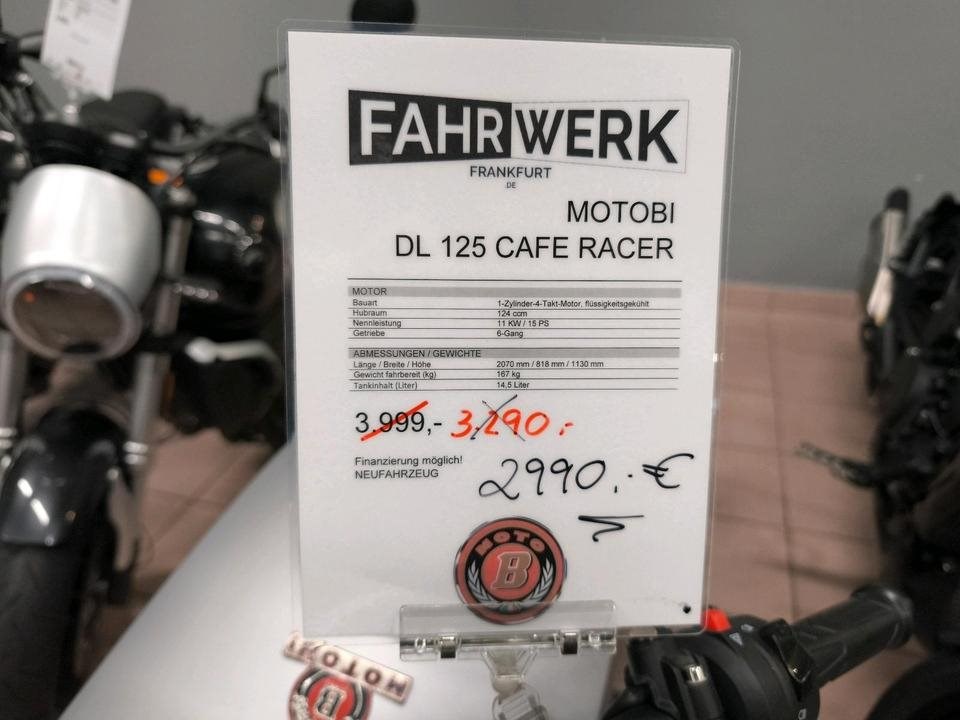 FAHRWERK
FRANKFURT
.DE
MOTOBI
DL 125 CAFE RACER
MOTOR
Bauart 1-Zylinder-4-Takt-Motor, flüssigkeitsgekühlt
Hubraum 124 ccm
Nennleistung 11 KW / 15 PS
Getriebe 6-Gang
ABMESSUNGEN / GEWICHTE
Länge / Breite / Höhe 2070 mm / 818 mm / 1130 mm
Gewicht fahrbereit (kg) 167 kg
Tankinhalt (Liter) 14,5 Liter
3.999,- 3.290.-
Finanzierung möglich!
NEUFAHRZEUG
2990.-€
MOTO
B
MOTOBI
B